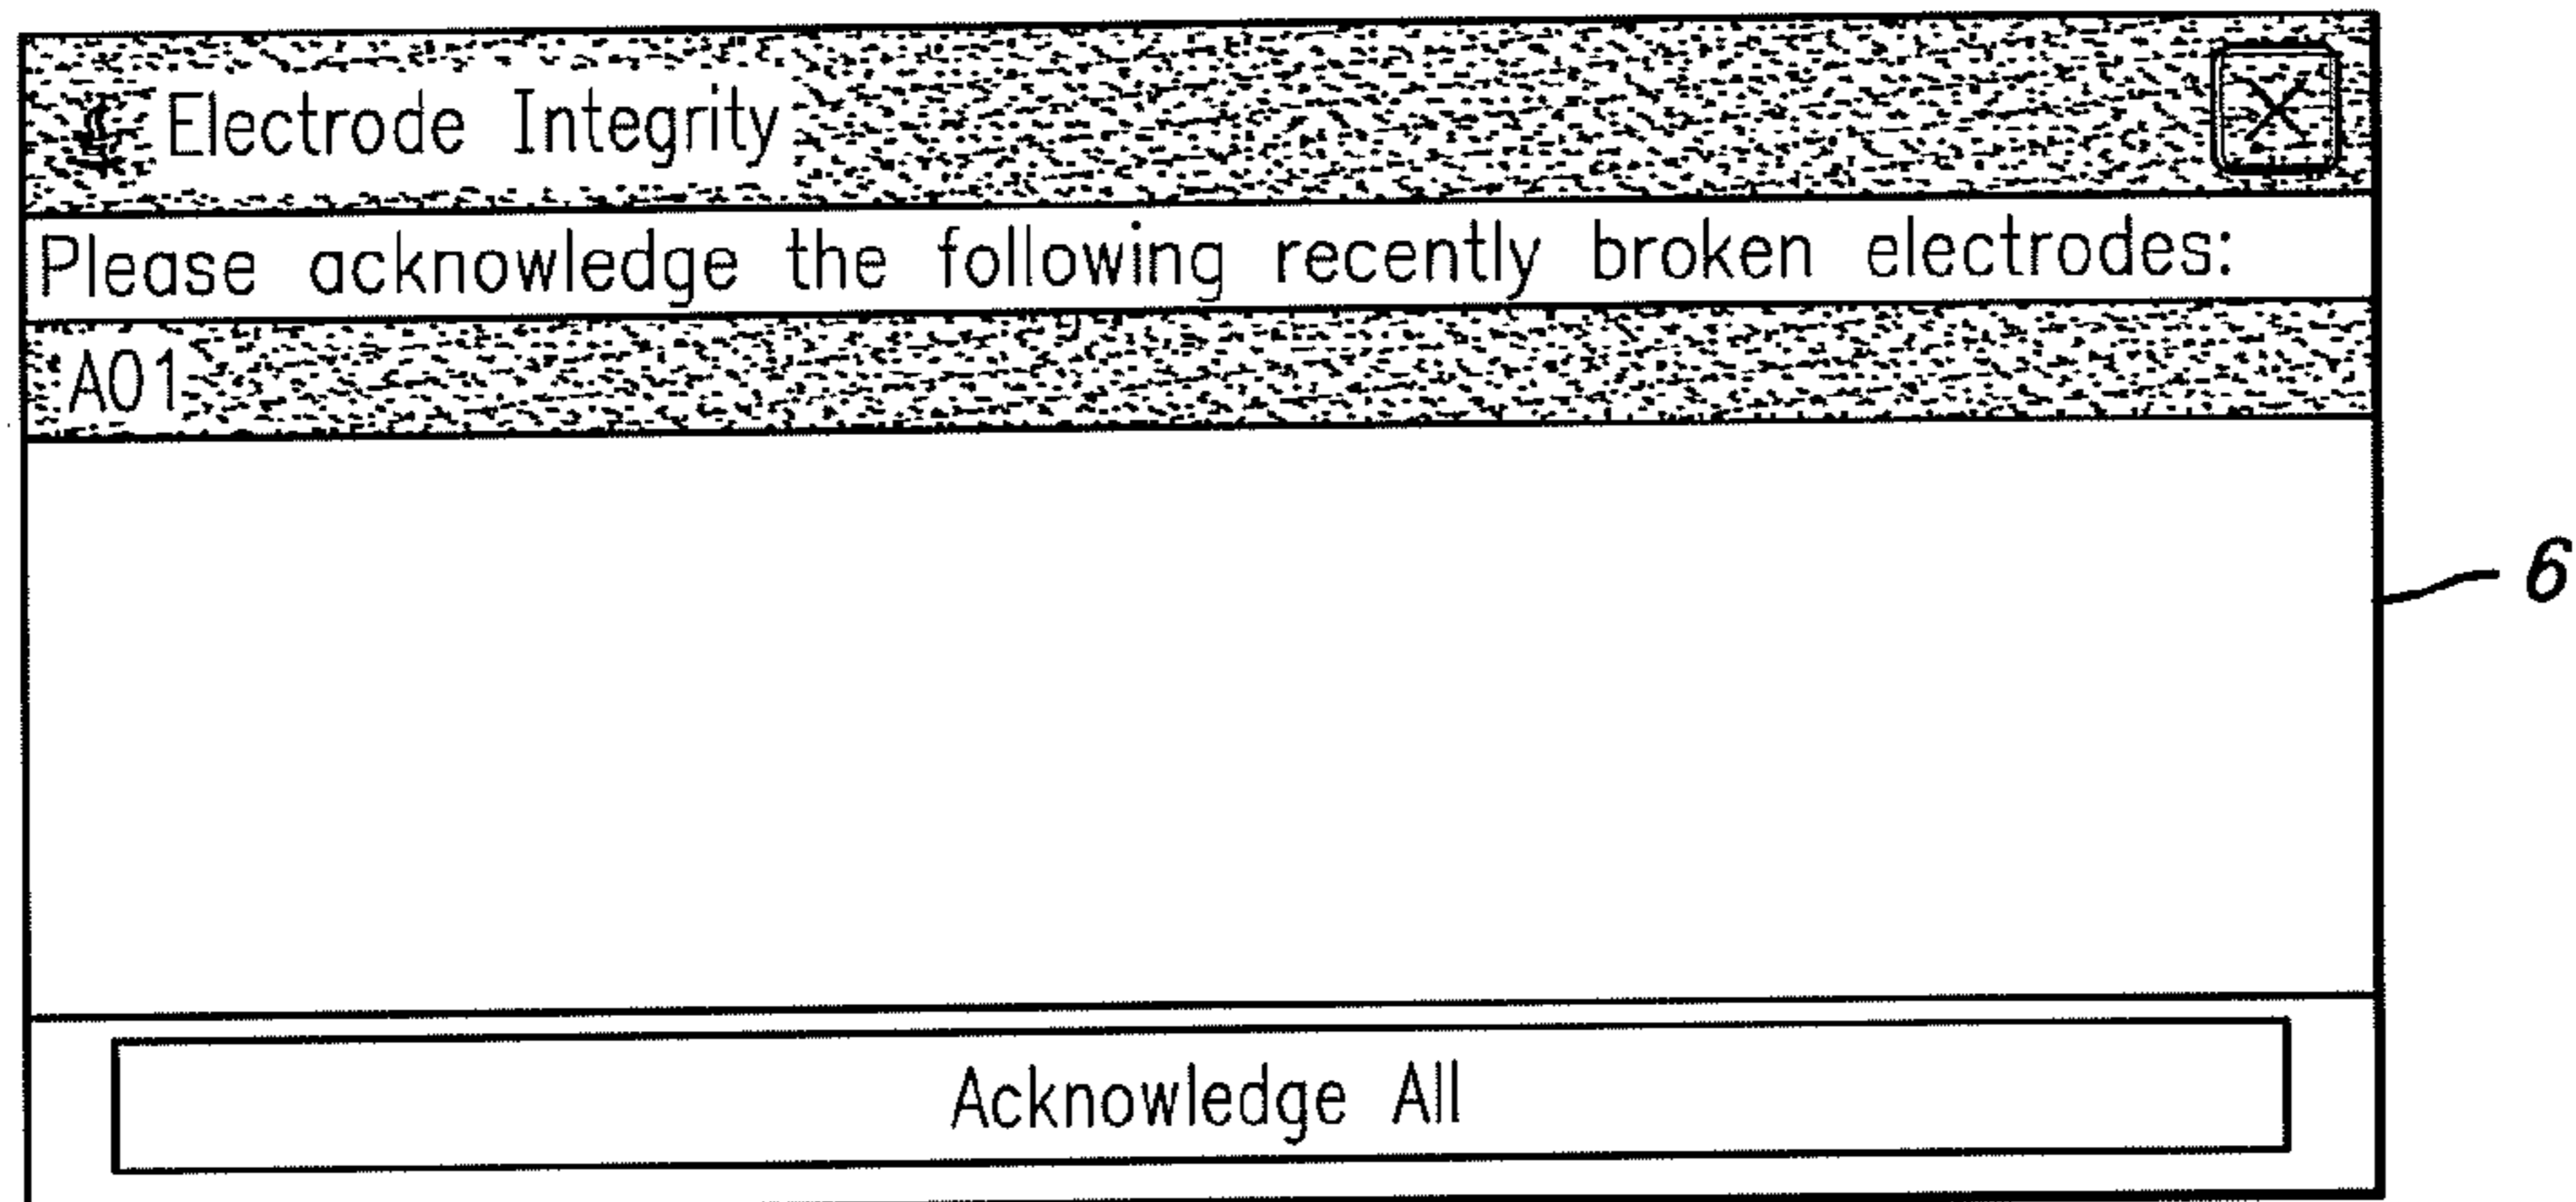 Electrode Integrity
Please acknowledge the following recently broken electrodes:
A01
6
Acknowledge All